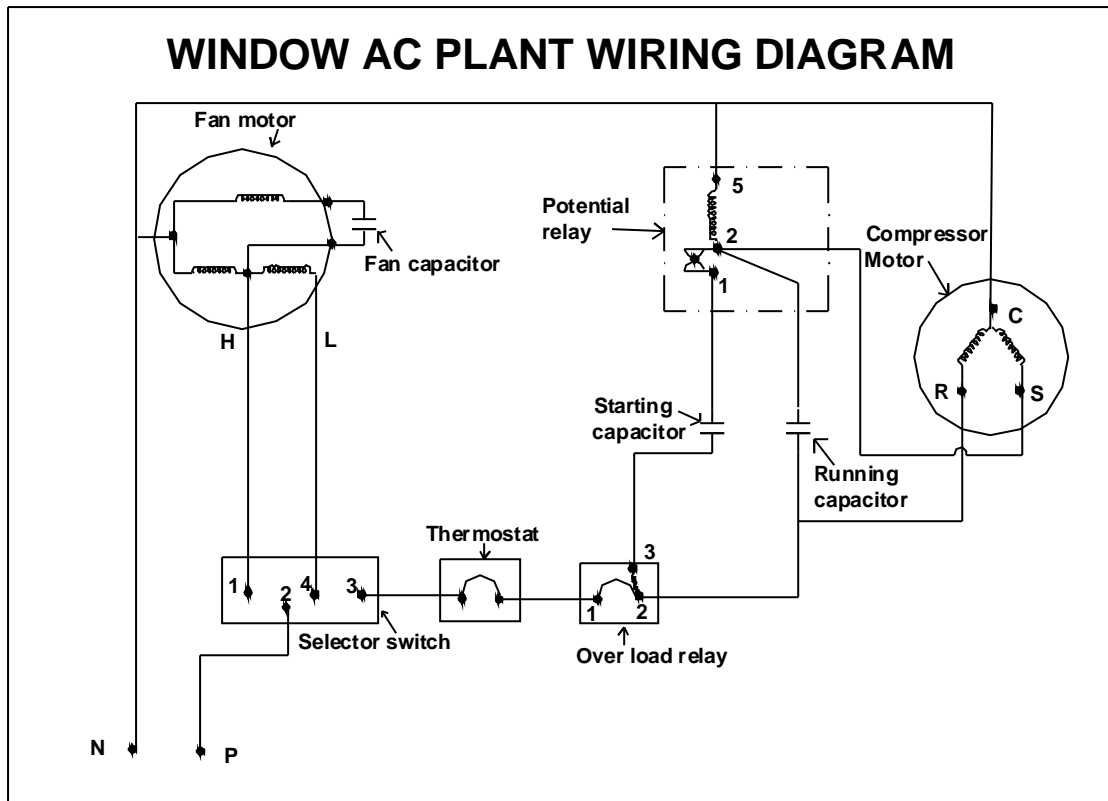 WINDOW AC PLANT WIRING DIAGRAM
Fan motor
Fan capacitor
H
L
Potential
relay
5
2
1
Compressor
Motor
C
R
S
Starting
capacitor
Running
capacitor
Thermostat
1
2
4
3
Selector switch
3
1
2
Over load relay
N
P